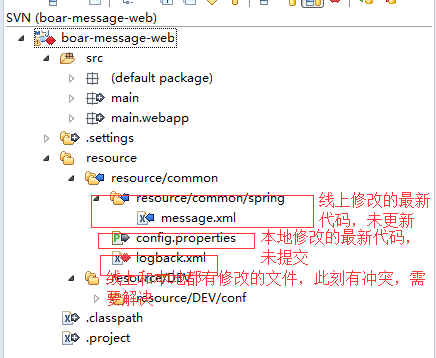 SVN (boar-message-web)
boar-message-web
src
(default package)
main
main.webapp
.settings
resource
resource/common
resource/common/spring
线上修改的最新
代码，未更新
message.xml
config.properties
本地修改的最新代码，
未提交
logback.xml
resource/DEV
线上和本地都有修改的文件，此刻有冲突，需
要解决
resource/DEV/conf
.classpath
.project